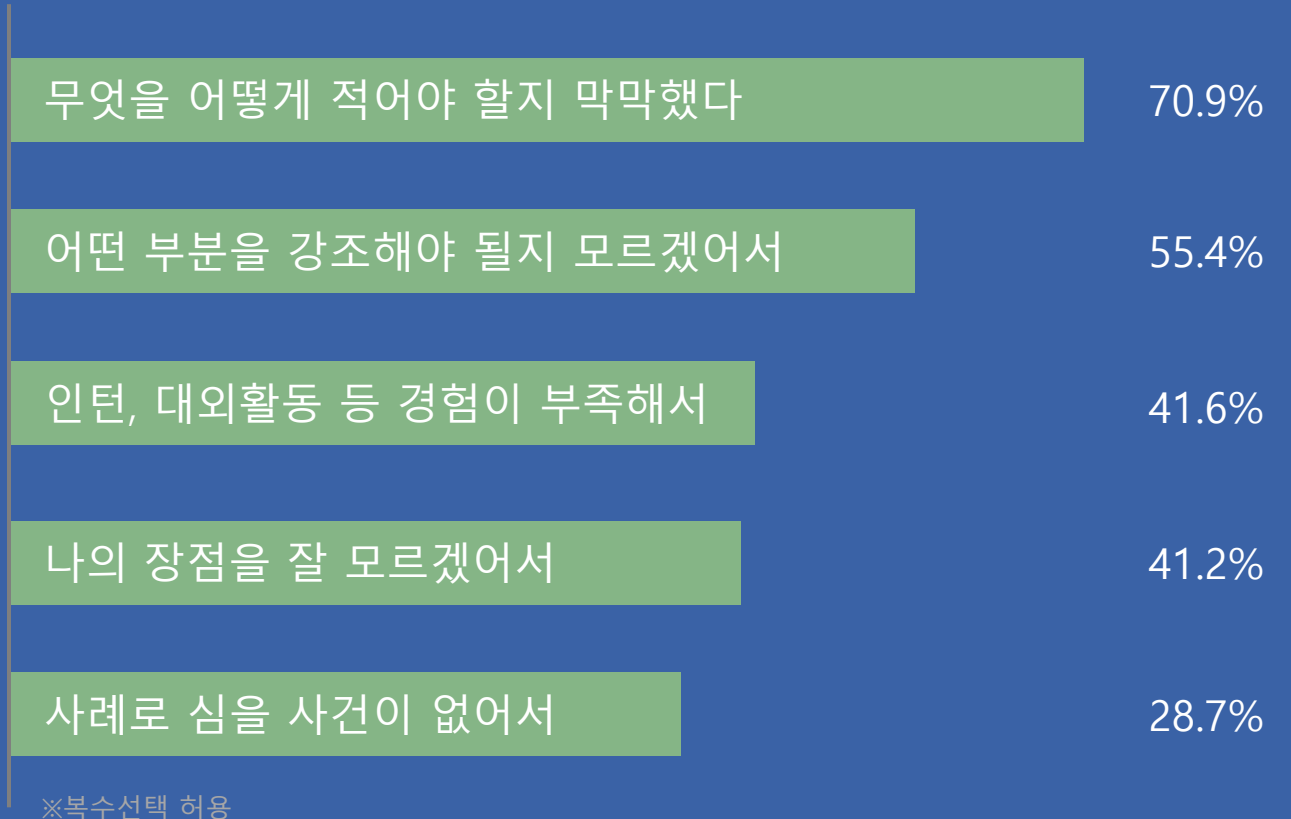 무엇을 어떻게 적어야 할지 막막했다 70.9%
어떤 부분을 강조해야 될지 모르겠어서 55.4%
인턴, 대외활동 등 경험이 부족해서 41.6%
나의 장점을 잘 모르겠어서 41.2%
사례로 심을 사건이 없어서 28.7%
※복수선택 허용